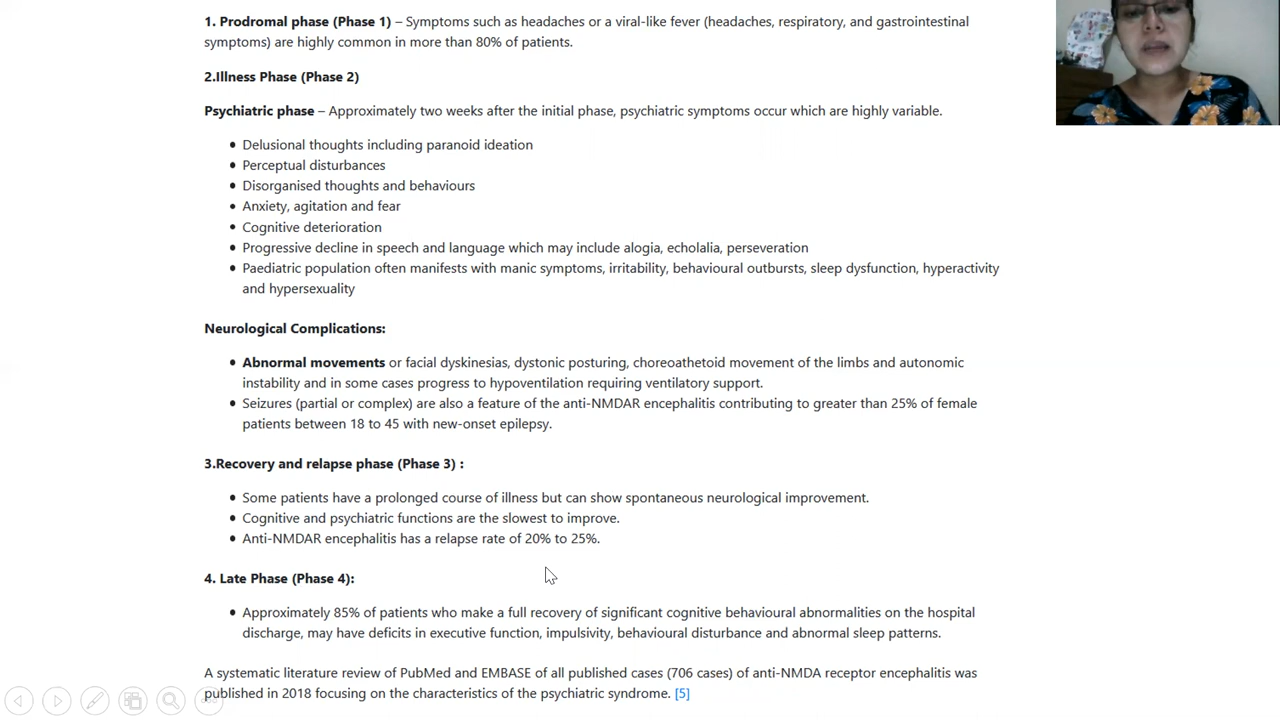 1. Prodromal phase (Phase 1) – Symptoms such as headaches or a viral-like fever (headaches, respiratory, and gastrointestinal
symptoms) are highly common in more than 80% of patients.
2.Illness Phase (Phase 2)
Psychiatric phase – Approximately two weeks after the initial phase, psychiatric symptoms occur which are highly variable.
• Delusional thoughts including paranoid ideation
• Perceptual disturbances
• Disorganised thoughts and behaviours
• Anxiety, agitation and fear
• Cognitive deterioration
• Progressive decline in speech and language which may include alogia, echolalia, perseveration
• Paediatric population often manifests with manic symptoms, irritability, behavioural outbursts, sleep dysfunction, hyperactivity
and hypersexuality
Neurological Complications:
• Abnormal movements or facial dyskinesias, dystonic posturing, choreoathetoid movement of the limbs and autonomic
instability and in some cases progress to hypoventilation requiring ventilatory support.
• Seizures (partial or complex) are also a feature of the anti-NMDAR encephalitis contributing to greater than 25% of female
patients between 18 to 45 with new-onset epilepsy.
3.Recovery and relapse phase (Phase 3) :
• Some patients have a prolonged course of illness but can show spontaneous neurological improvement.
• Cognitive and psychiatric functions are the slowest to improve.
• Anti-NMDAR encephalitis has a relapse rate of 20% to 25%.
4. Late Phase (Phase 4):
• Approximately 85% of patients who make a full recovery of significant cognitive behavioural abnormalities on the hospital
discharge, may have deficits in executive function, impulsivity, behavioural disturbance and abnormal sleep patterns.
A systematic literature review of PubMed and EMBASE of all published cases (706 cases) of anti-NMDA receptor encephalitis was
published in 2018 focusing on the characteristics of the psychiatric syndrome. [5]